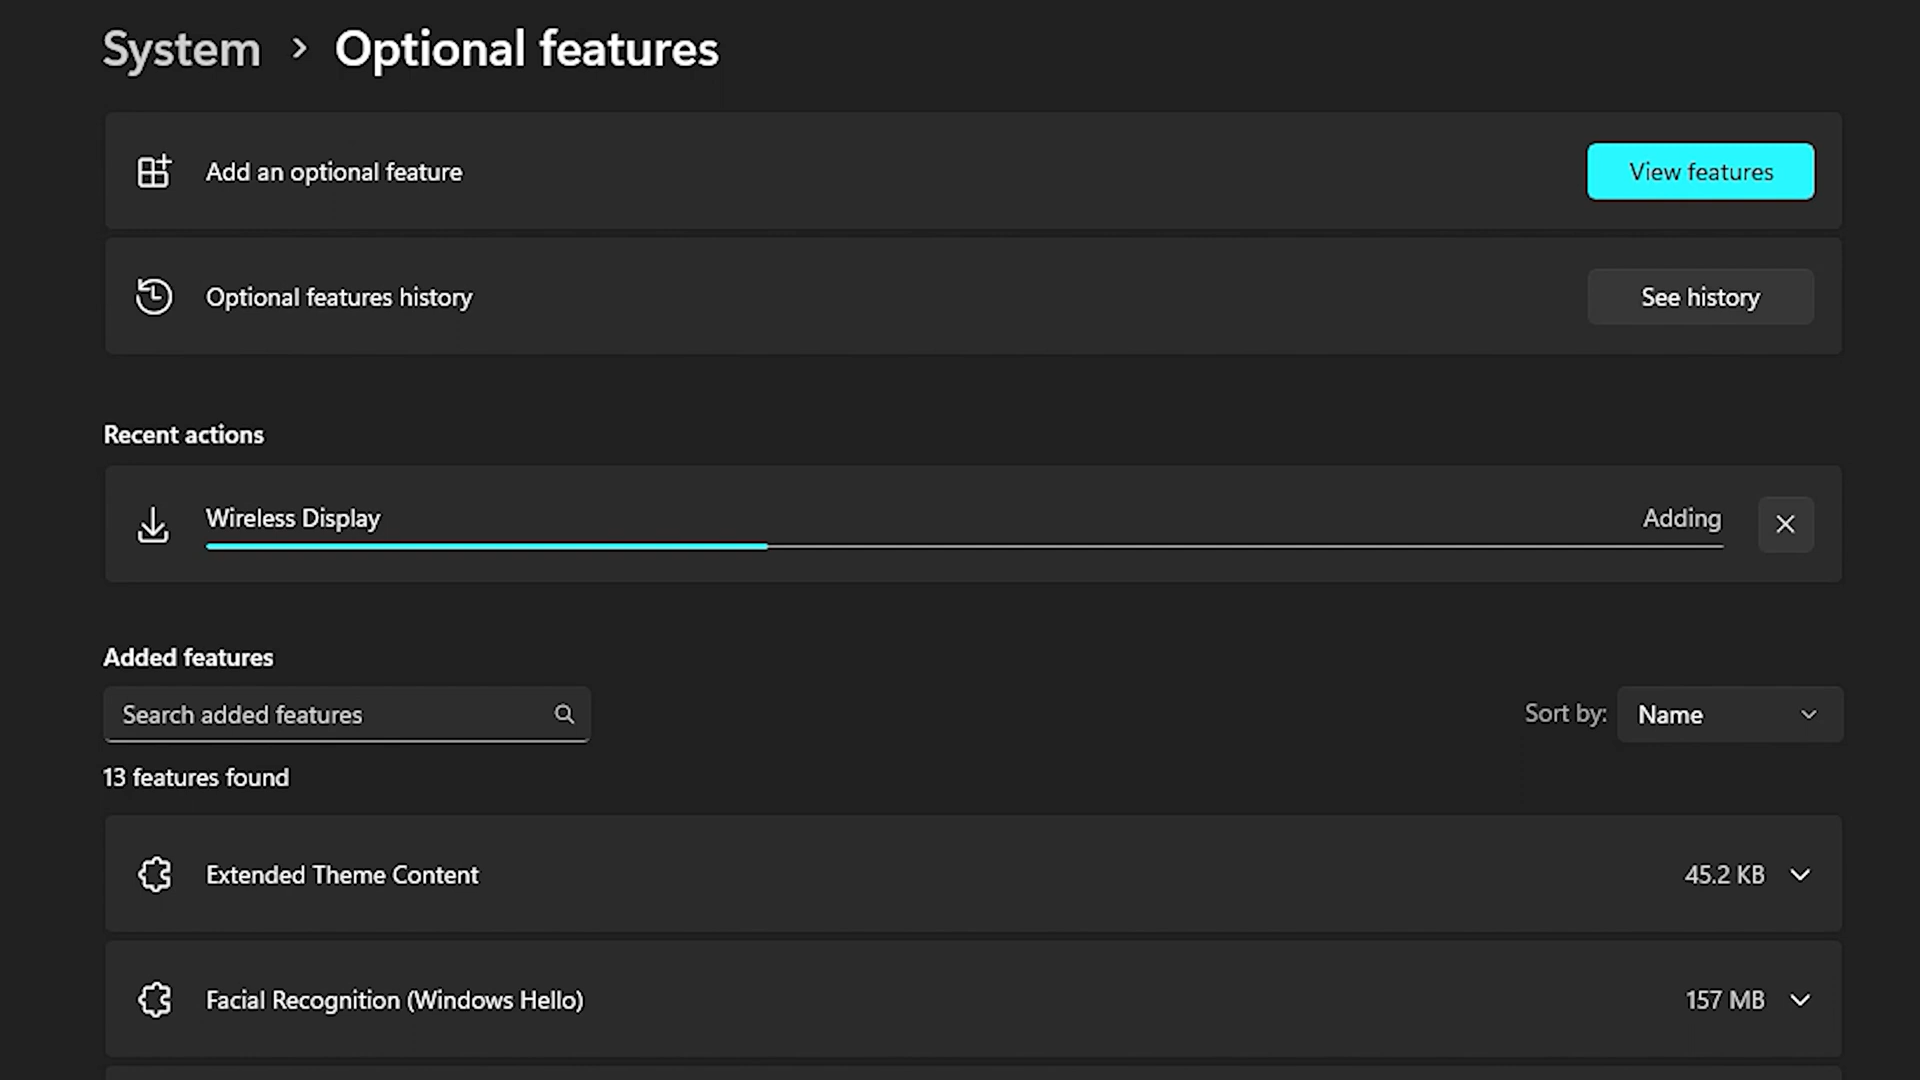 System > Optional features
Add an optional feature
View features
Optional features history
See history
Recent actions
Wireless Display
Adding
Added features
Search added features
Sort by:
Name
13 features found
Extended Theme Content
45.2 KB
Facial Recognition (Windows Hello)
157 MB